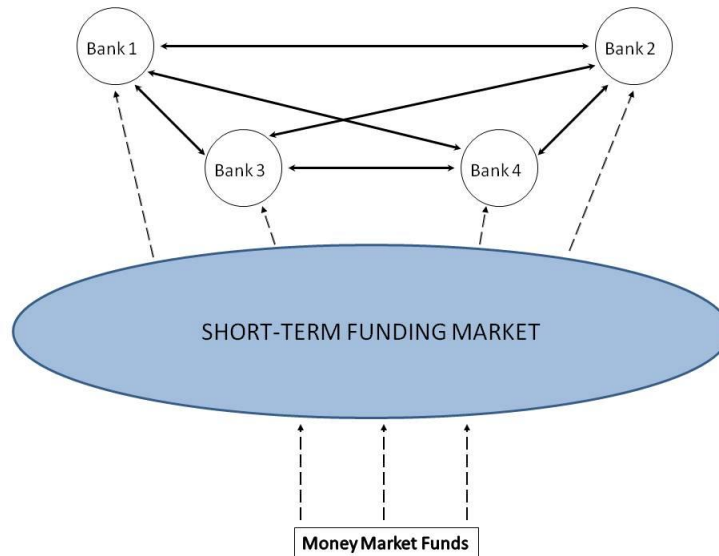 Bank 1
Bank 2
Bank 3
Bank 4
SHORT-TERM FUNDING MARKET
Money Market Funds